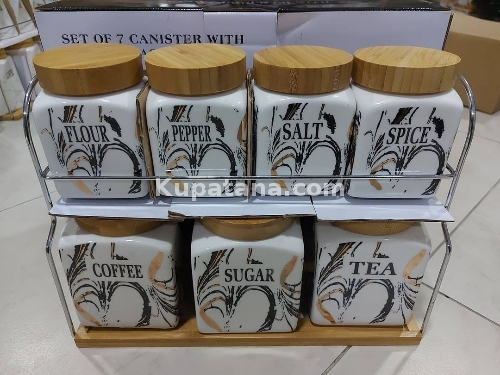 SET OF 7 CANISTER WITH
FLOUR
PEPPER
SALT
SPICE
Kupatana.com
COFFEE
SUGAR
TEA